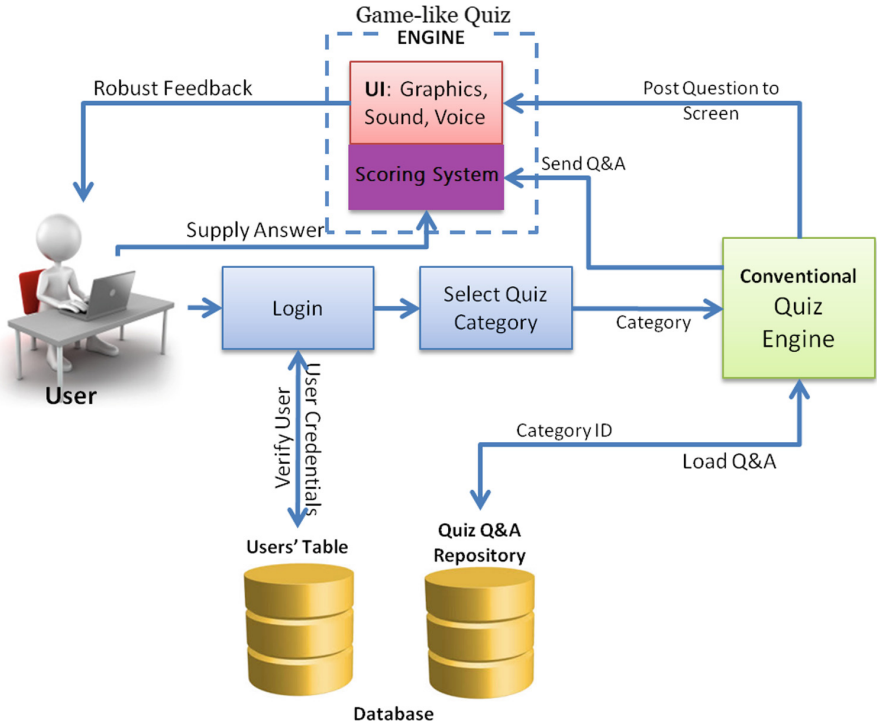 Game-like Quiz
ENGINE
UI: Graphics,
Sound, Voice
Scoring System
Robust Feedback
Post Question to
Screen
Send Q&A
Supply Answer
Login
Select Quiz
Category
Category
Conventional
Quiz
Engine
User
Verify User
User Credentials
Category ID
Load Q&A
Users’ Table
Quiz Q&A
Repository
Database